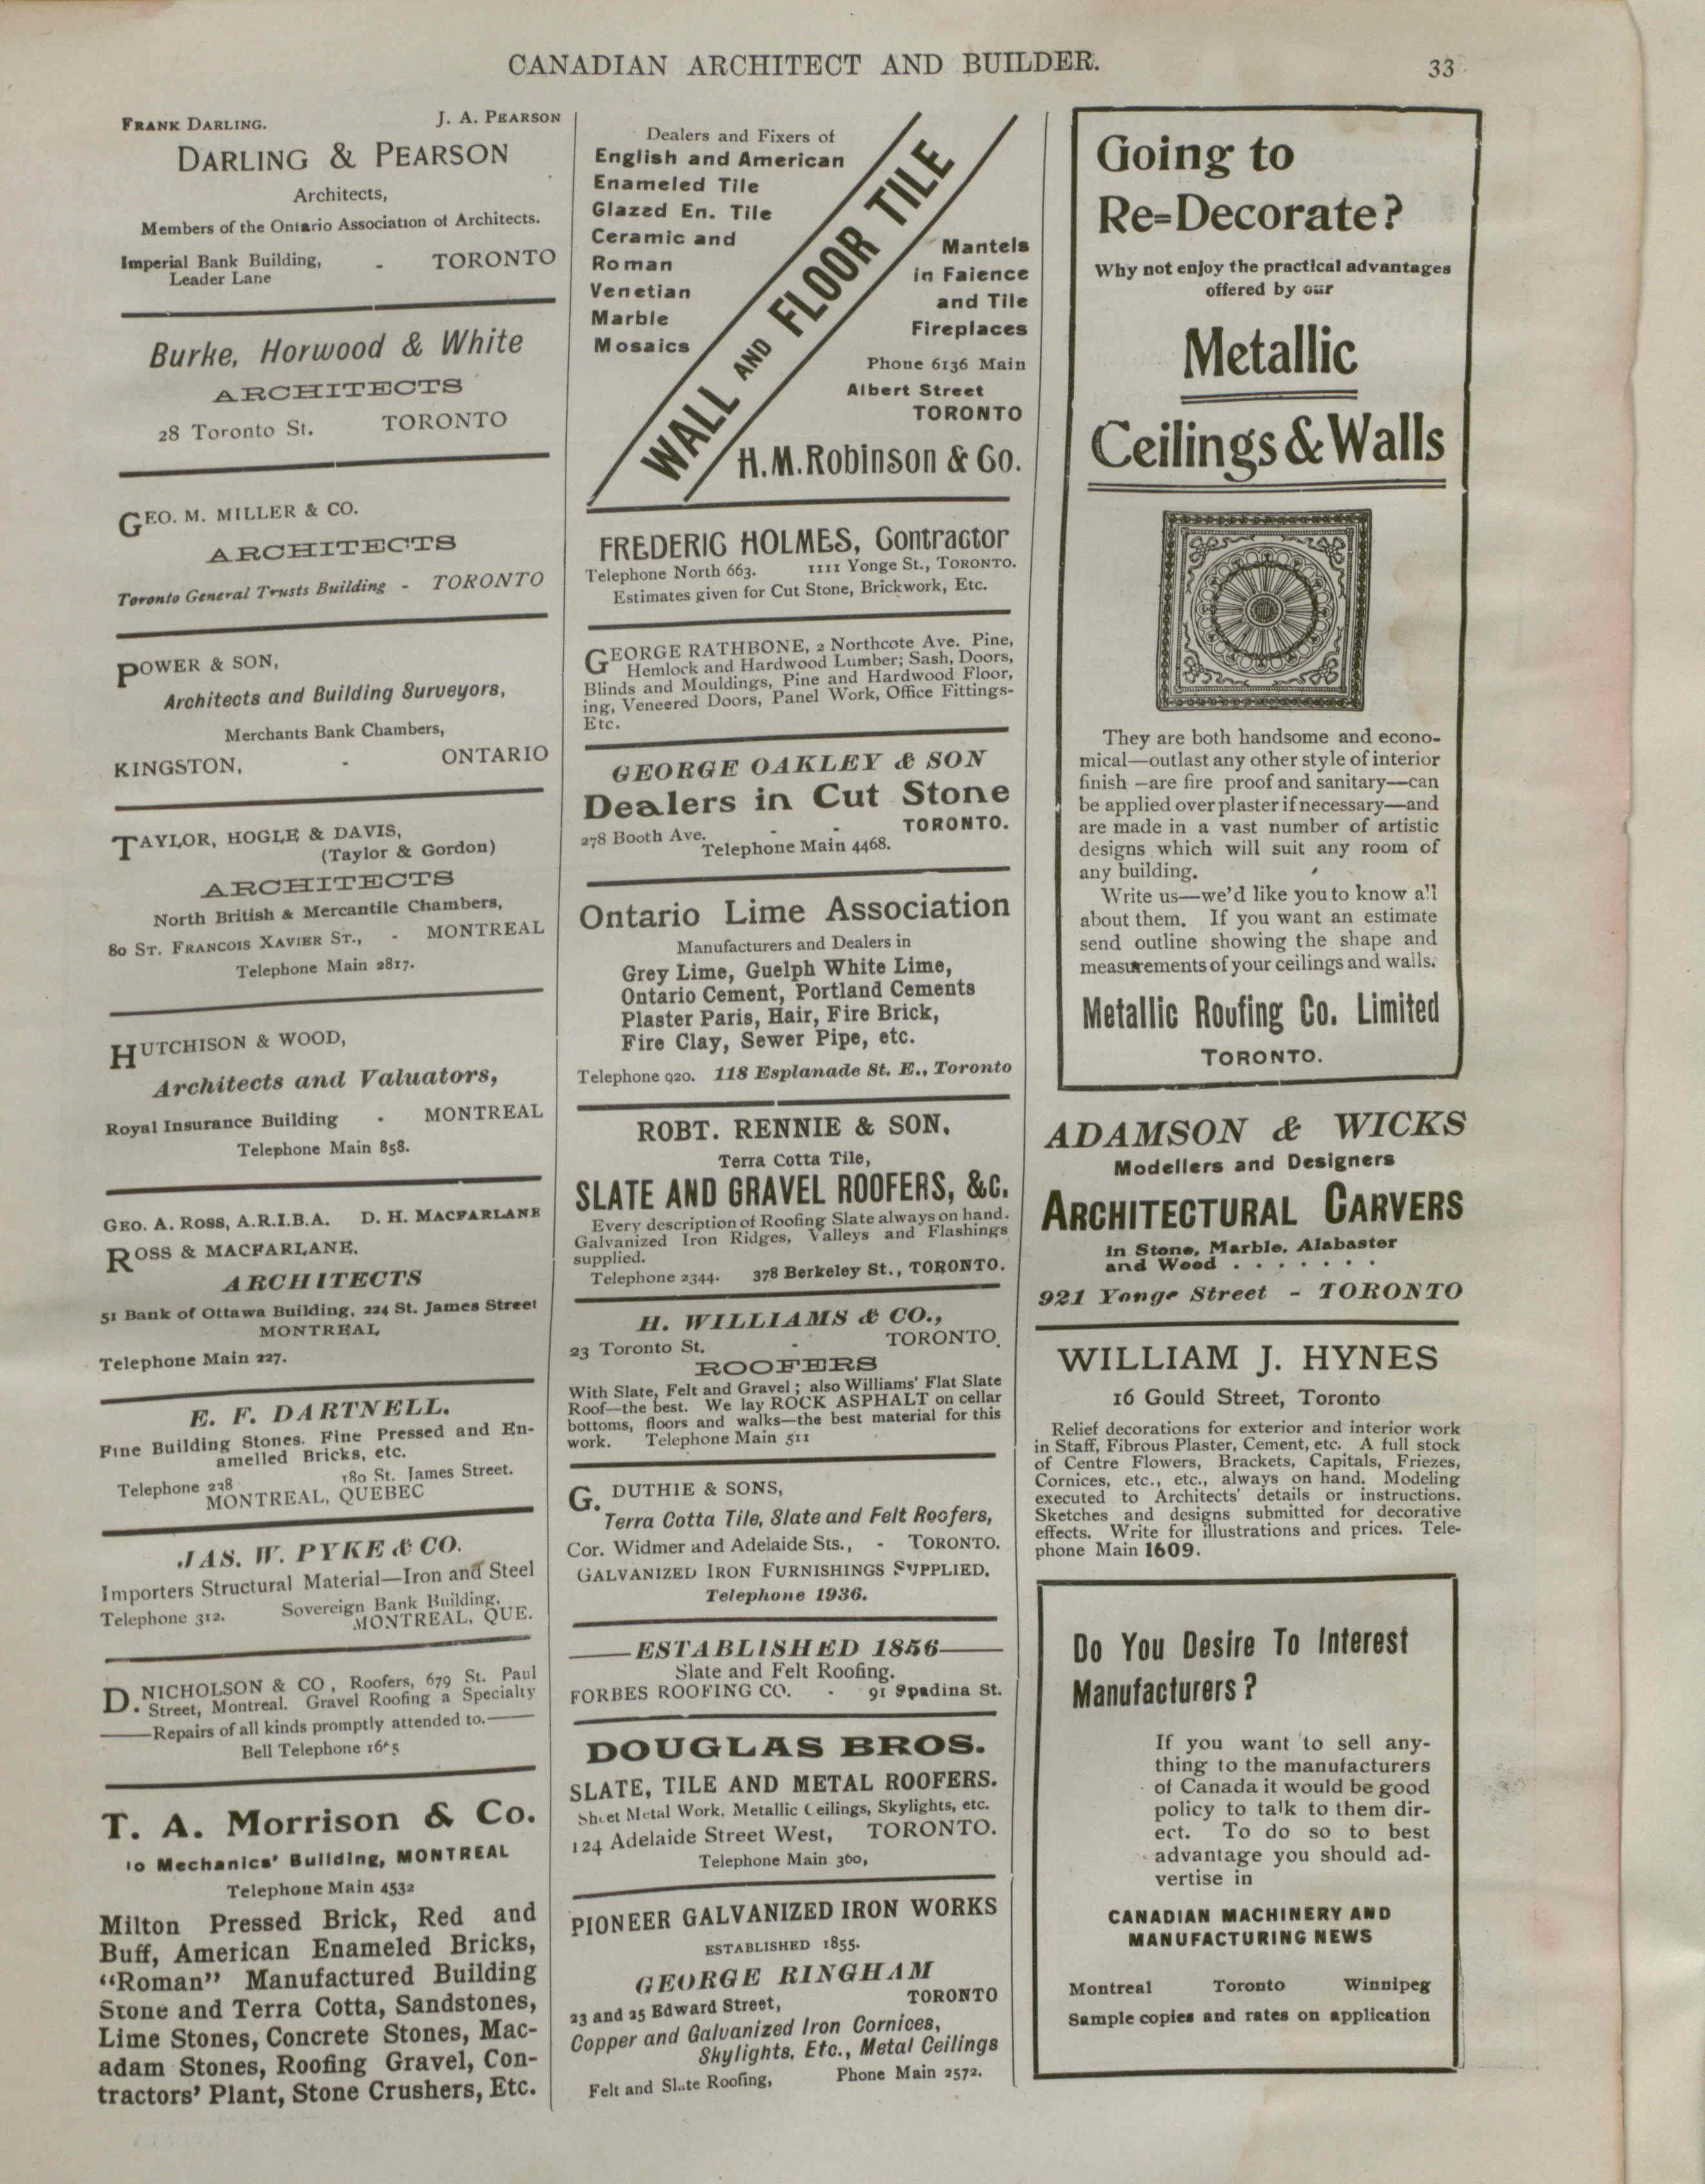 CANADIAN ARCHITECT AND BUILDER.
33
FRANK DARLING. J. A. PEARSON
DARLING & PEARSON
Architects,
Members of the Ontario Association of Architects.
Imperial Bank Building, - TORONTO
Leader Lane
Burke, Horwood & White
ARCHITECTS
28 Toronto St. TORONTO
GEO. M. MILLER & CO.
ARCHITECTS
Toronto General Trusts Building - TORONTO
POWER & SON,
Architects and Building Surveyors,
Merchants Bank Chambers,
KINGSTON, - ONTARIO
TAYLOR, HOGLE & DAVIS,
(Taylor & Gordon)
ARCHITECTS
North British & Mercantile Chambers,
80 ST. FRANCOIS XAVIER ST., - MONTREAL
Telephone Main 2817.
HUTCHISON & WOOD,
Architects and Valuators,
Royal Insurance Building - MONTREAL
Telephone Main 858.
GEO. A. ROSS, A.R.I.B.A. D. H. MACFARLANE
ROSS & MACFARLANE.
ARCHITECTS
51 Bank of Ottawa Building, 224 St. James Street
MONTREAL
Telephone Main 227.
E. F. DARTNELL.
Fine Building Stones. Fine Pressed and En-
amelled Bricks, etc.
Telephone 228 180 St. James Street.
MONTREAL, QUEBEC
JAS. W. PYKE & CO.
Importers Structural Material—Iron and Steel
Telephone 312. Sovereign Bank Building,
MONTREAL, QUE.
D. NICHOLSON & CO, Roofers, 679 St. Paul
Street, Montreal. Gravel Roofing a Specialty
—Repairs of all kinds promptly attended to.—
Bell Telephone
T. A. Morrison & Co.
10 Mechanics' Building, MONTREAL
Telephone Main 4532
Milton Pressed Brick, Red and
Buff, American Enameled Bricks,
“Roman” Manufactured Building
Stone and Terra Cotta, Sandstones,
Lime Stones, Concrete Stones, Mac-
adam Stones, Roofing Gravel, Con-
tractors' Plant, Stone Crushers, Etc.
Dealers and Fixers of
English and American
Enameled Tile
Glazed En. Tile
Ceramic and
Roman
Venetian
Marble
Mosaics
WALL AND FLOOR TILE
Mantels
in Faience
and Tile
Fireplaces
Phone 6136 Main
Albert Street
TORONTO
H. M. Robinson & Co.
FREDERIC HOLMES, Contractor
Telephone North 663. 1111 Yonge St., TORONTO.
Estimates given for Cut Stone, Brickwork, Etc.
GEORGE RATHBONE, 2 Northcote Ave. Pine,
Hemlock and Hardwood Lumber; Sash, Doors,
Blinds and Mouldings, Pine and Hardwood Floor,
ing, Veneered Doors, Panel Work, Office Fittings-
Etc.
GEORGE OAKLEY & SON
Dealers in Cut Stone
278 Booth Ave. - - TORONTO.
Telephone Main 4468.
Ontario Lime Association
Manufacturers and Dealers in
Grey Lime, Guelph White Lime,
Ontario Cement, Portland Cements
Plaster Paris, Hair, Fire Brick,
Fire Clay, Sewer Pipe, etc.
Telephone 920. 118 Esplanade St. E., Toronto
ROBT. RENNIE & SON,
Terra Cotta Tile,
SLATE AND GRAVEL ROOFERS, &C.
Every description of Roofing Slate always on hand.
Galvanized Iron Ridges, Valleys and Flashings
supplied.
Telephone 2344. 378 Berkeley St., TORONTO.
H. WILLIAMS & CO.,
23 Toronto St. - TORONTO.
ROOFERS
With Slate, Felt and Gravel; also Williams' Flat Slate
Roof—the best. We lay ROCK ASPHALT on cellar
bottoms, floors and walks—the best material for this
work. Telephone Main 511
G. DUTHIE & SONS,
Terra Cotta Tile, Slate and Felt Roofers,
Cor. Widmer and Adelaide Sts., - TORONTO.
GALVANIZED IRON FURNISHINGS SUPPLIED.
Telephone 1936.
—ESTABLISHED 1856—
Slate and Felt Roofing.
FORBES ROOFING CO. - 91 Spadina St.
DOUGLAS BROS.
SLATE, TILE AND METAL ROOFERS.
Sheet Metal Work, Metallic Ceilings, Skylights, etc.
124 Adelaide Street West, TORONTO.
Telephone Main 360,
PIONEER GALVANIZED IRON WORKS
ESTABLISHED 1855.
GEORGE RINGHAM
23 and 25 Edward Street, TORONTO
Copper and Galvanized Iron Cornices,
Skylights, Etc., Metal Ceilings
Felt and Slate Roofing, Phone Main 2572.
Going to
Re=Decorate?
Why not enjoy the practical advantages
offered by our
Metallic
Ceilings & Walls
They are both handsome and econo-
mical—outlast any other style of interior
finish—are fire proof and sanitary—can
be applied over plaster if necessary—and
are made in a vast number of artistic
designs which will suit any room of
any building.
Write us—we'd like you to know all
about them. If you want an estimate
send outline showing the shape and
measurements of your ceilings and walls.
Metallic Roofing Co. Limited
TORONTO.
ADAMSON & WICKS
Modellers and Designers
ARCHITECTURAL CARVERS
in Stone, Marble, Alabaster
and Wood . . . . . . .
921 Yonge Street - TORONTO
WILLIAM J. HYNES
16 Gould Street, Toronto
Relief decorations for exterior and interior work
in Staff, Fibrous Plaster, Cement, etc. A full stock
of Centre Flowers, Brackets, Capitals, Friezes,
Cornices, etc., etc., always on hand. Modeling
executed to Architects' details or instructions.
Sketches and designs submitted for decorative
effects. Write for illustrations and prices. Tele-
phone Main 1609.
Do You Desire To Interest
Manufacturers?
If you want to sell any-
thing to the manufacturers
of Canada it would be good
policy to talk to them dir-
ect. To do so to best
advantage you should ad-
vertise in
CANADIAN MACHINERY AND
MANUFACTURING NEWS
Montreal Toronto Winnipeg
Sample copies and rates on application